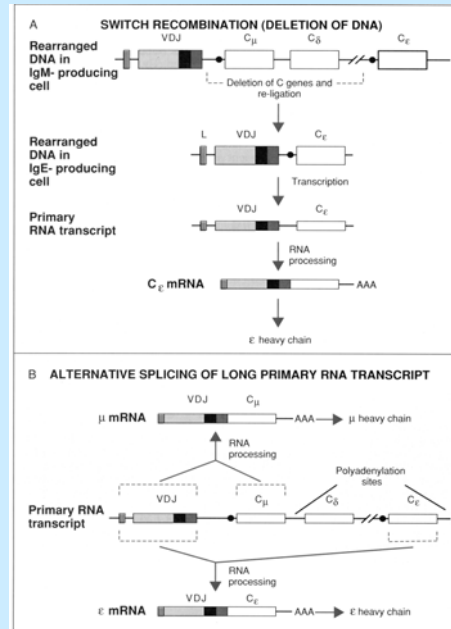 A SWITCH RECOMBINATION (DELETION OF DNA)
Rearranged
DNA in
IgM- producing
cell
VDJ
Cμ
Cδ
Cε
Deletion of C genes and
re-ligation
Rearranged
DNA in
IgE- producing
cell
L
VDJ
Cε
Transcription
Primary
RNA transcript
VDJ
Cε
RNA
processing
Cε mRNA
AAA
ε heavy chain
B ALTERNATIVE SPLICING OF LONG PRIMARY RNA TRANSCRIPT
VDJ
Cμ
μ mRNA
AAA
μ heavy chain
RNA
processing
Polyadenylation
sites
VDJ
Cμ
Cδ
Cε
Primary RNA
transcript
RNA
processing
VDJ
Cε
ε mRNA
AAA
ε heavy chain